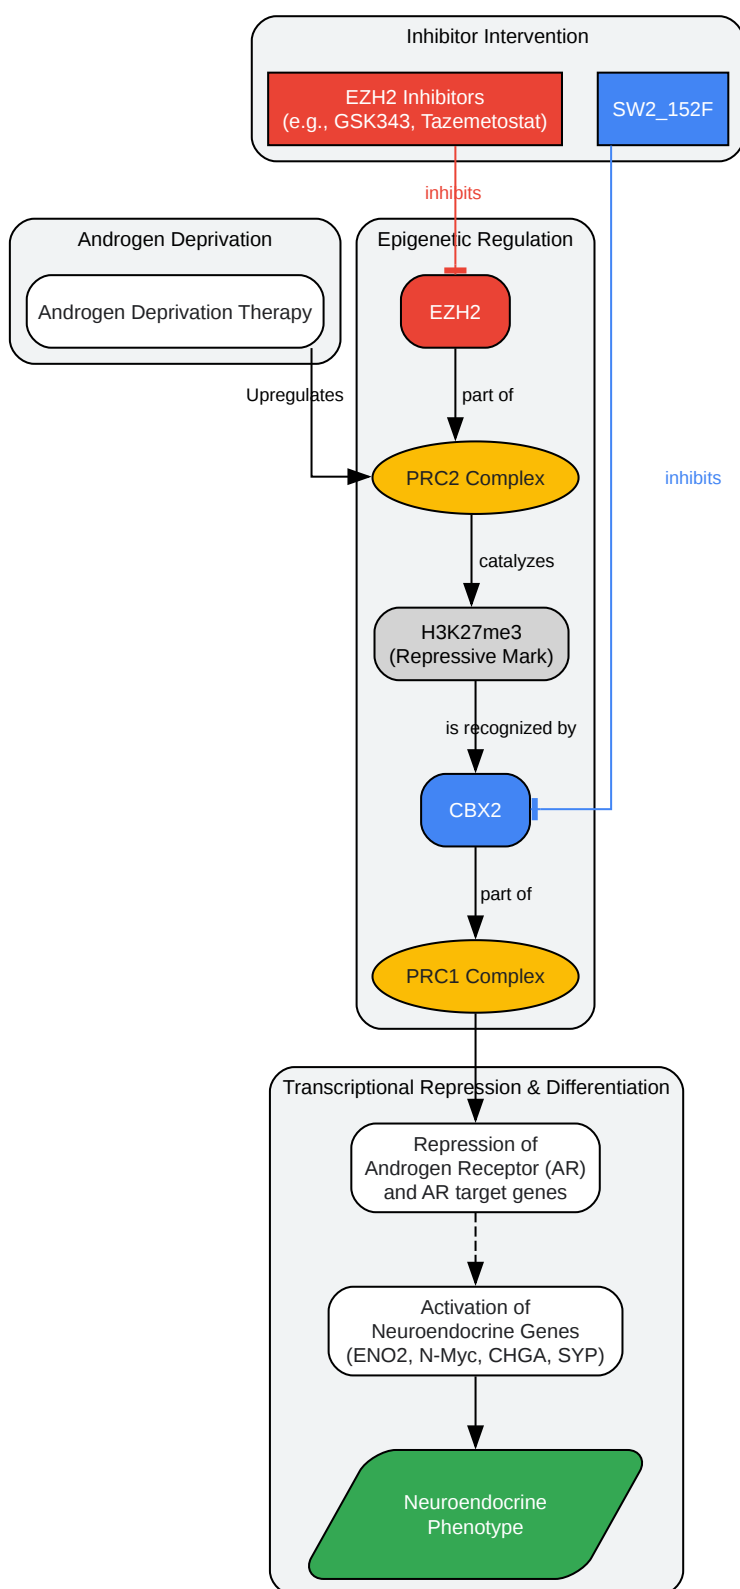 Inhibitor Intervention
EZH2 Inhibitors
(e.g., GSK343, Tazemetostat)
SW2_152F
inhibits
Androgen Deprivation
Epigenetic Regulation
Androgen Deprivation Therapy
EZH2
Upregulates
part of
PRC2 Complex
inhibits
catalyzes
H3K27me3
(Repressive Mark)
is recognized by
CBX2
part of
PRC1 Complex
Transcriptional Repression & Differentiation
Repression of
Androgen Receptor (AR)
and AR target genes
Activation of
Neuroendocrine Genes
(ENO2, N-Myc, CHGA, SYP)
Neuroendocrine
Phenotype